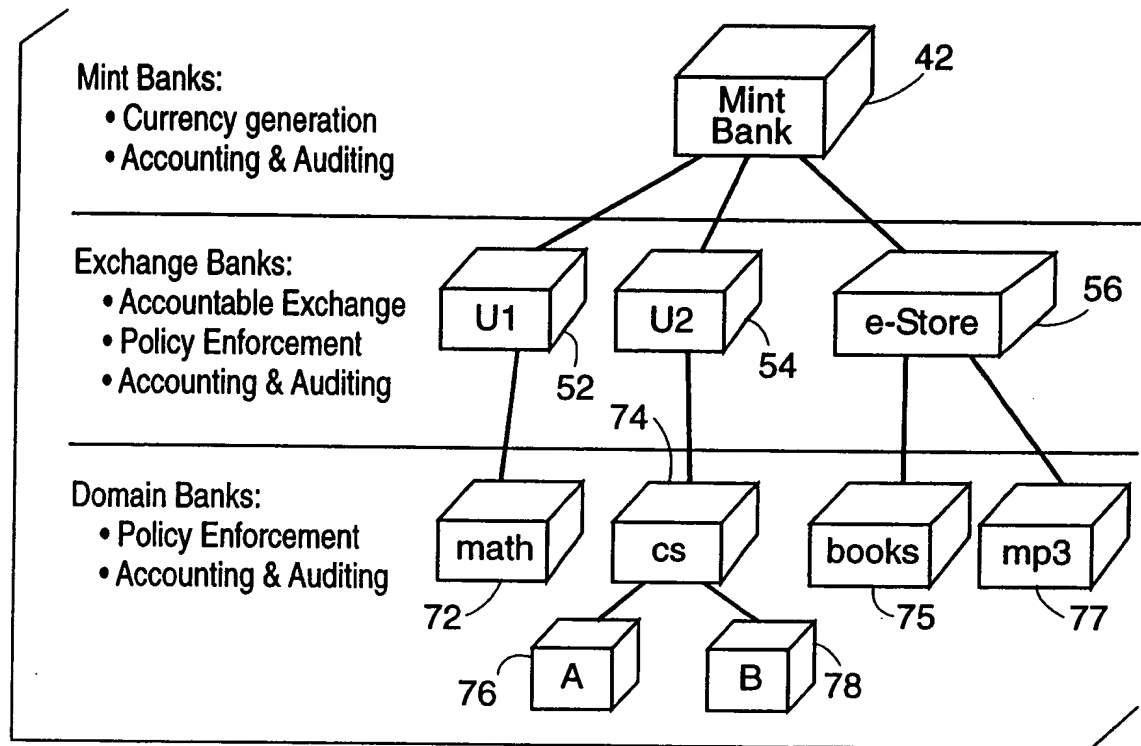 Mint Banks:
• Currency generation
• Accounting & Auditing
Mint
Bank
42
Exchange Banks:
• Accountable Exchange
• Policy Enforcement
• Accounting & Auditing
U1
52
U2
54
e-Store
56
Domain Banks:
• Policy Enforcement
• Accounting & Auditing
math
72
74
cs
books
75
mp3
77
76
A
B
78